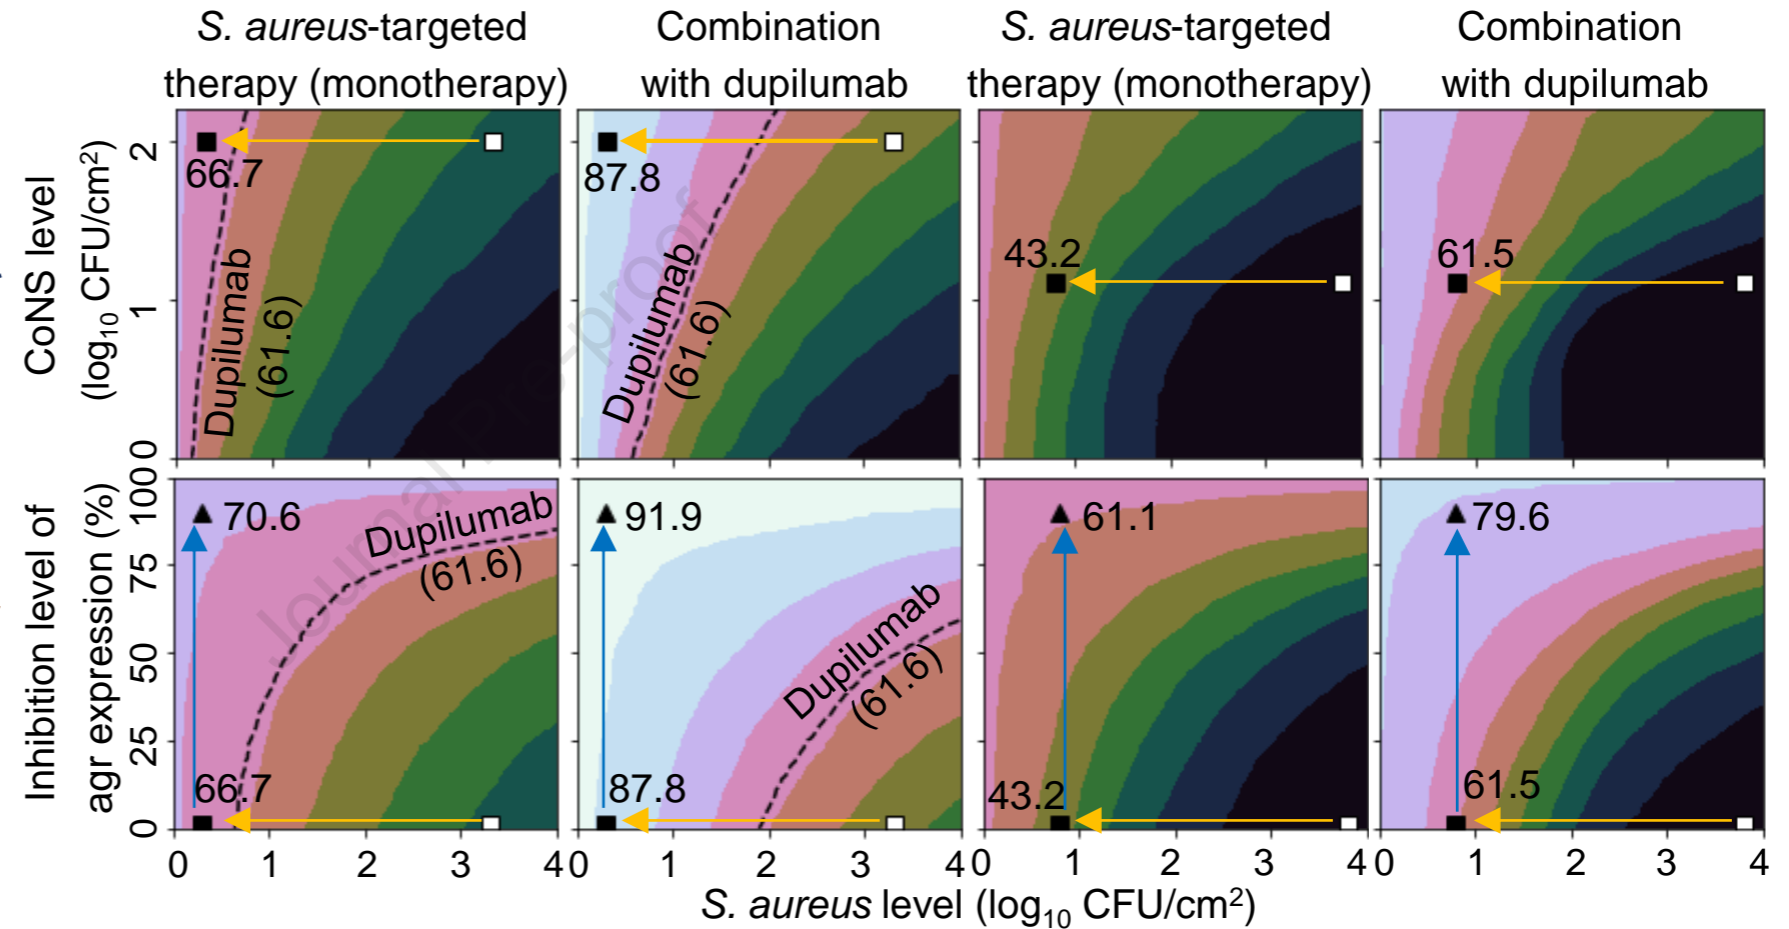 S. aureus-targeted
therapy (monotherapy)
Combination
with dupilumab
S. aureus-targeted
therapy (monotherapy)
Combination
with dupilumab
CoNS level
(log10 CFU/cm2)
2
1
0
66.7
Dupilumab
(61.6)
87.8
Dupilumab
(61.6)
43.2
61.5
Inhibition level of
agr expression (%)
100
75
50
25
0
70.6
Dupilumab
(61.6)
66.7
91.9
Dupilumab
(61.6)
87.8
61.1
43.2
79.6
61.5
0 1 2 3 4
0 1 2 3 4
0 1 2 3 4
0 1 2 3 4
S. aureus level (log10 CFU/cm2)
Journal Pre-proof